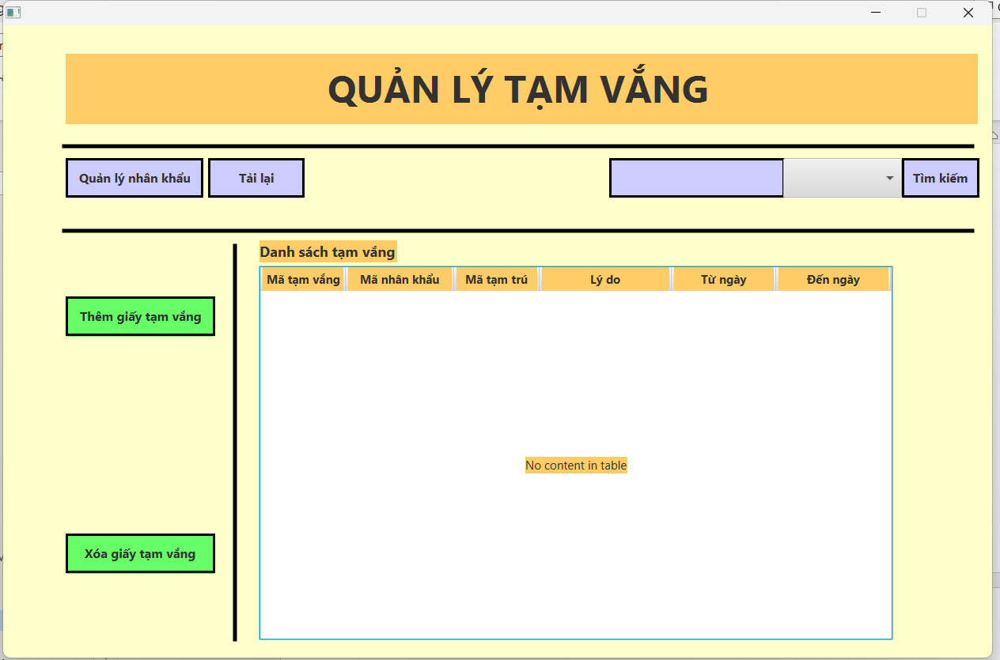 QUẢN LÝ TẠM VẮNG
Quản lý nhân khẩu
Tải lại
Tìm kiếm
Danh sách tạm vắng
Mã tạm vắng Mã nhân khẩu Mã tạm trú Lý do Từ ngày Đến ngày
Thêm giấy tạm vắng
No content in table
Xóa giấy tạm vắng